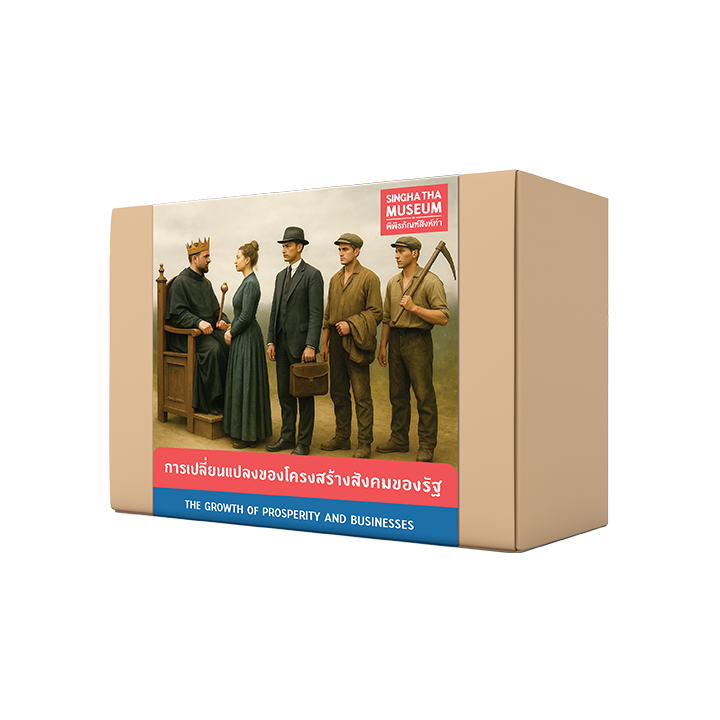 SINGHA THA
MUSEUM
พิพิธภัณฑ์สิงห์ท่า
การเปลี่ยนแปลงของโครงสร้างสังคมของรัฐ
THE GROWTH OF PROSPERITY AND BUSINESSES